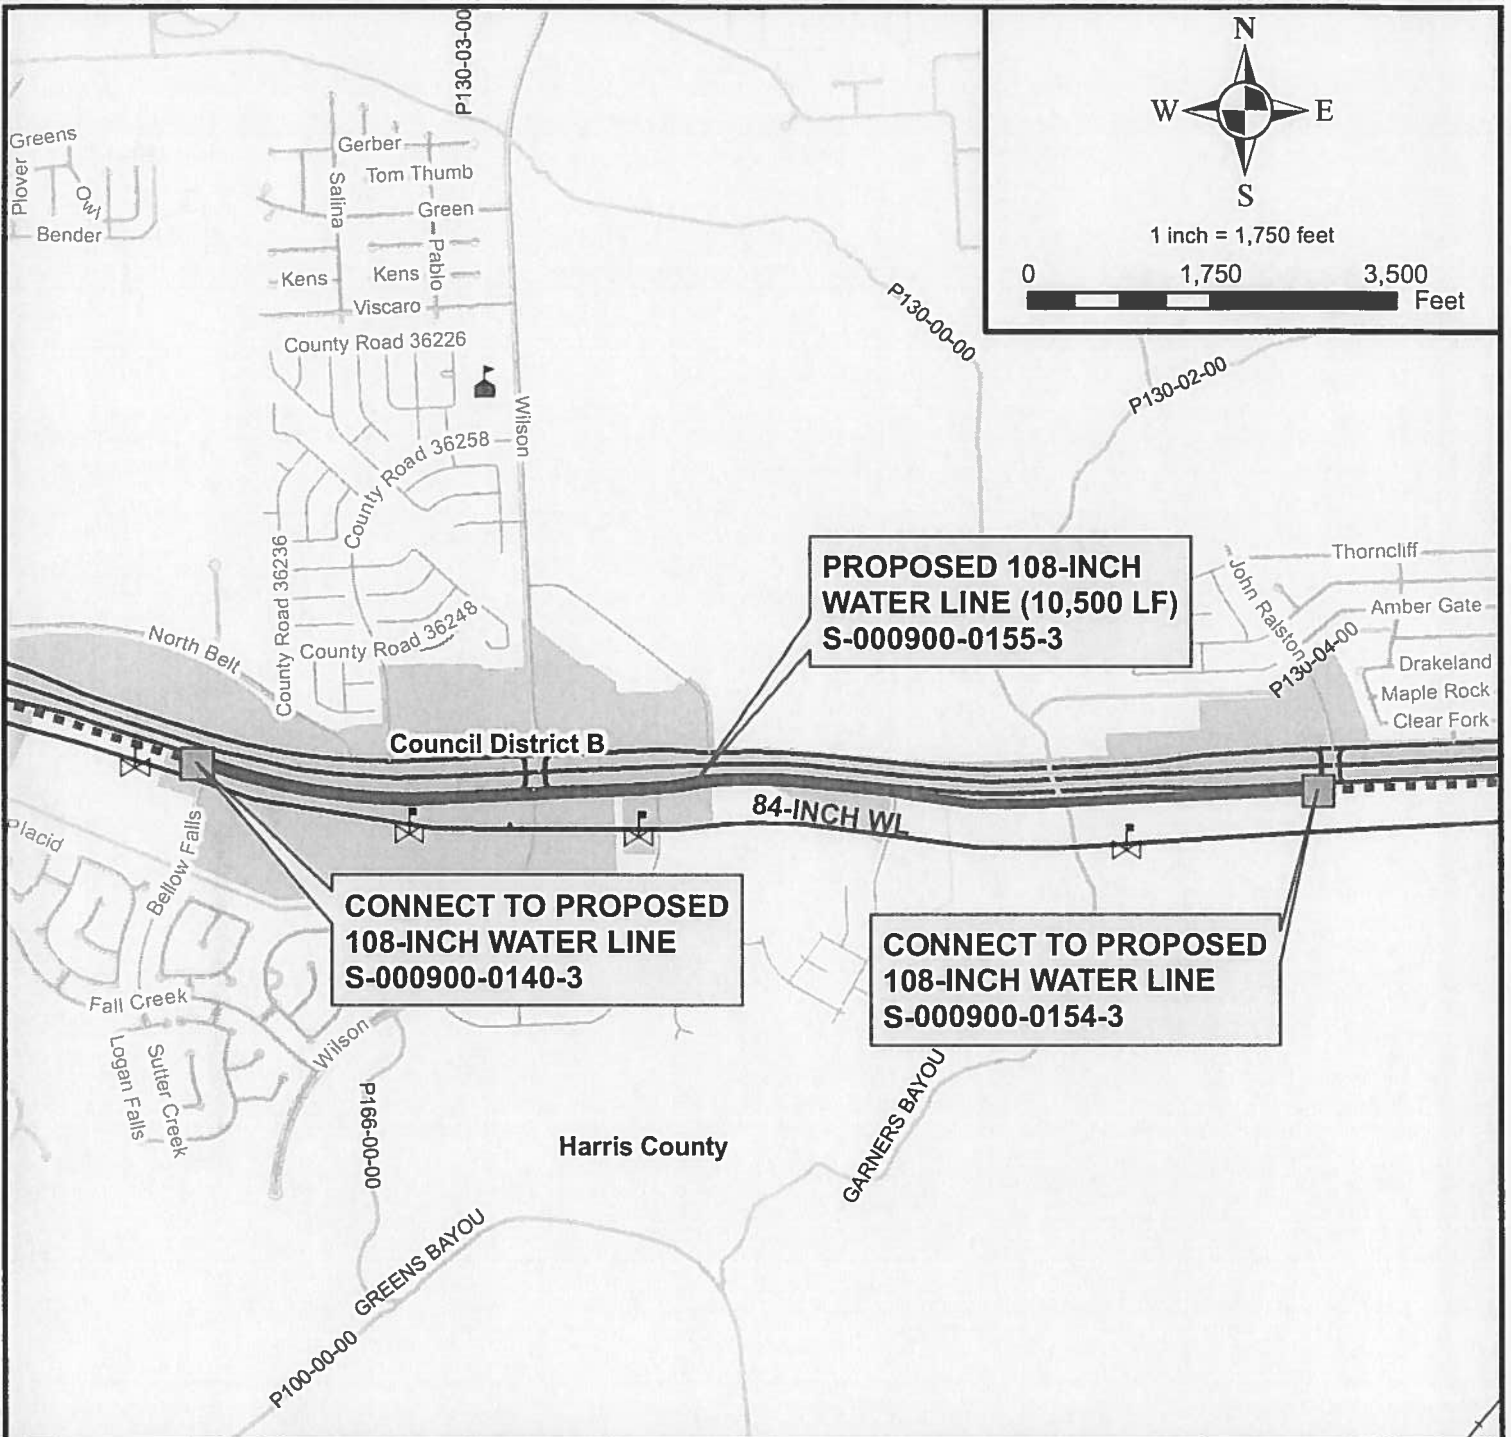 N
W E
S
1 inch = 1,750 feet
0 1,750 3,500
Feet
P130-03-00
Greens
Plover
Owl
Bender
Gerber
Tom Thumb
Salina
Green
Pablo
Kens
Kens
Viscaro
County Road 36226
Wilson
County Road 36258
P130-00-00
P130-02-00
County Road 36236
County Road 36248
North Belt
PROPOSED 108-INCH
WATER LINE (10,500 LF)
S-000900-0155-3
Thorncliff
John Ralston
Amber Gate
P130-04-00
Drakeland
Maple Rock
Clear Fork
Council District B
84-INCH WL
Placid
Bellow Falls
CONNECT TO PROPOSED
108-INCH WATER LINE
S-000900-0140-3
CONNECT TO PROPOSED
108-INCH WATER LINE
S-000900-0154-3
Fall Creek
Wilson
Logan Falls
Sutter Creek
P166-00-00
Harris County
GARNERS BAYOU
GREENS BAYOU
P100-00-00